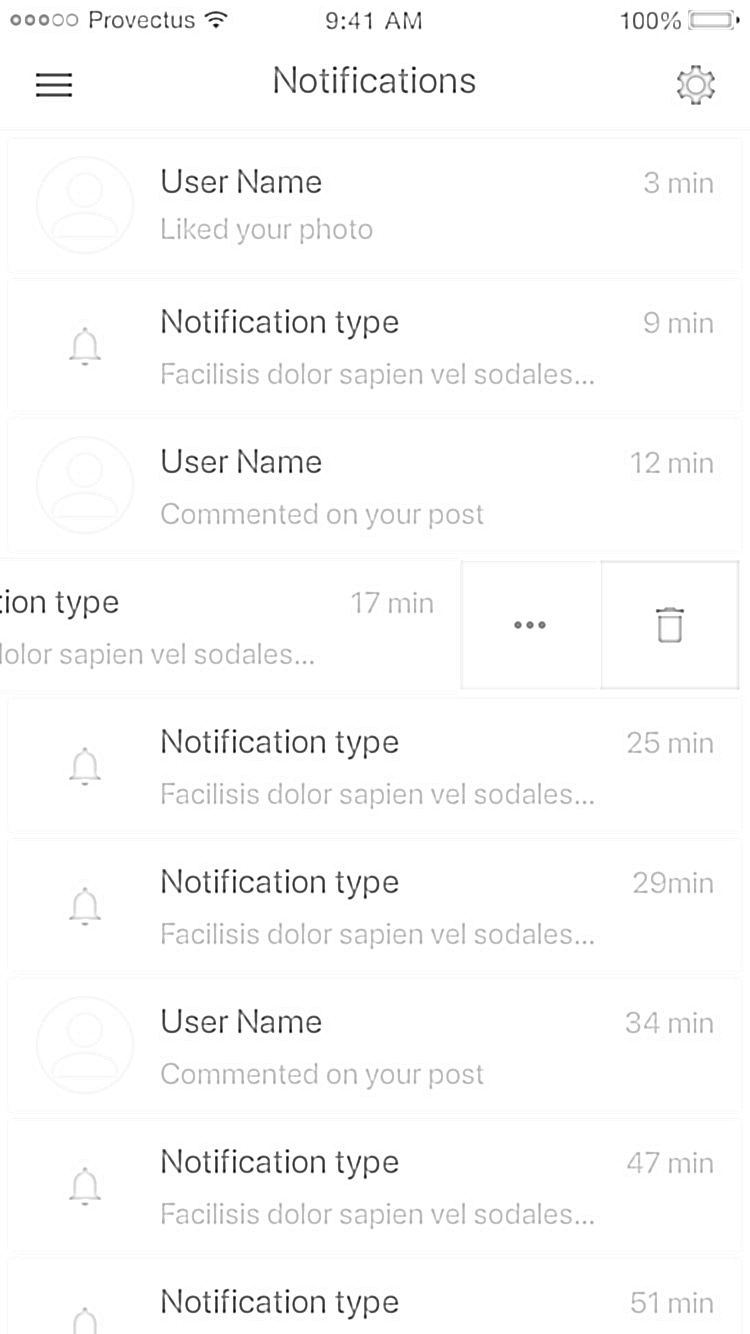 Provectus 9:41 AM 100%
Notifications
User Name 3 min
Liked your photo
Notification type 9 min
Facilisis dolor sapien vel sodales...
User Name 12 min
Commented on your post
ion type 17 min
olor sapien vel sodales...
Notification type 25 min
Facilisis dolor sapien vel sodales...
Notification type 29min
Facilisis dolor sapien vel sodales...
User Name 34 min
Commented on your post
Notification type 47 min
Facilisis dolor sapien vel sodales...
Notification type 51 min